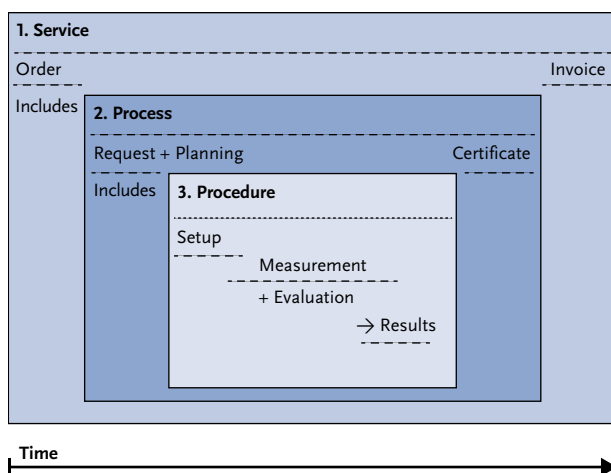 1. Service
Order Invoice
Includes
2. Process
Request + Planning Certificate
Includes
3. Procedure
Setup
Measurement
+ Evaluation
→ Results
Time